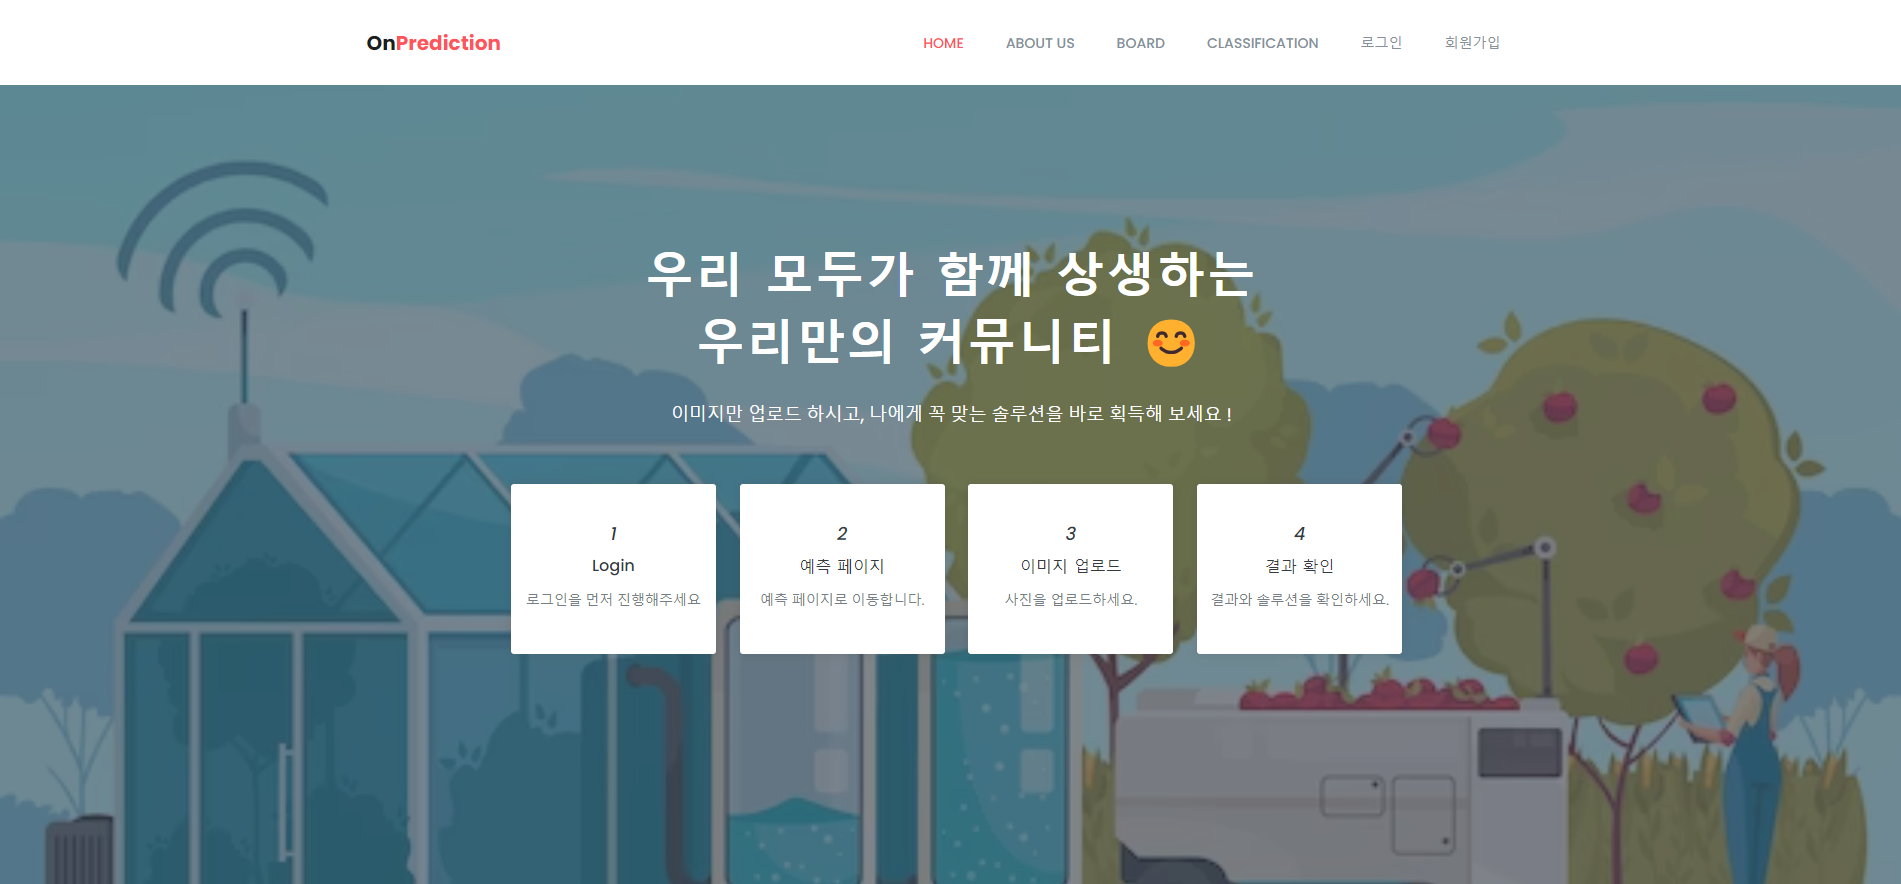 OnPrediction
HOME ABOUT US BOARD CLASSIFICATION 로그인 회원가입
우리 모두가 함께 상생하는
우리만의 커뮤니티 😊
이미지만 업로드 하시고, 나에게 꼭 맞는 솔루션을 바로 획득해 보세요 !
1
Login
로그인을 먼저 진행해주세요
2
예측 페이지
예측 페이지로 이동합니다.
3
이미지 업로드
사진을 업로드하세요.
4
결과 확인
결과와 솔루션을 확인하세요.